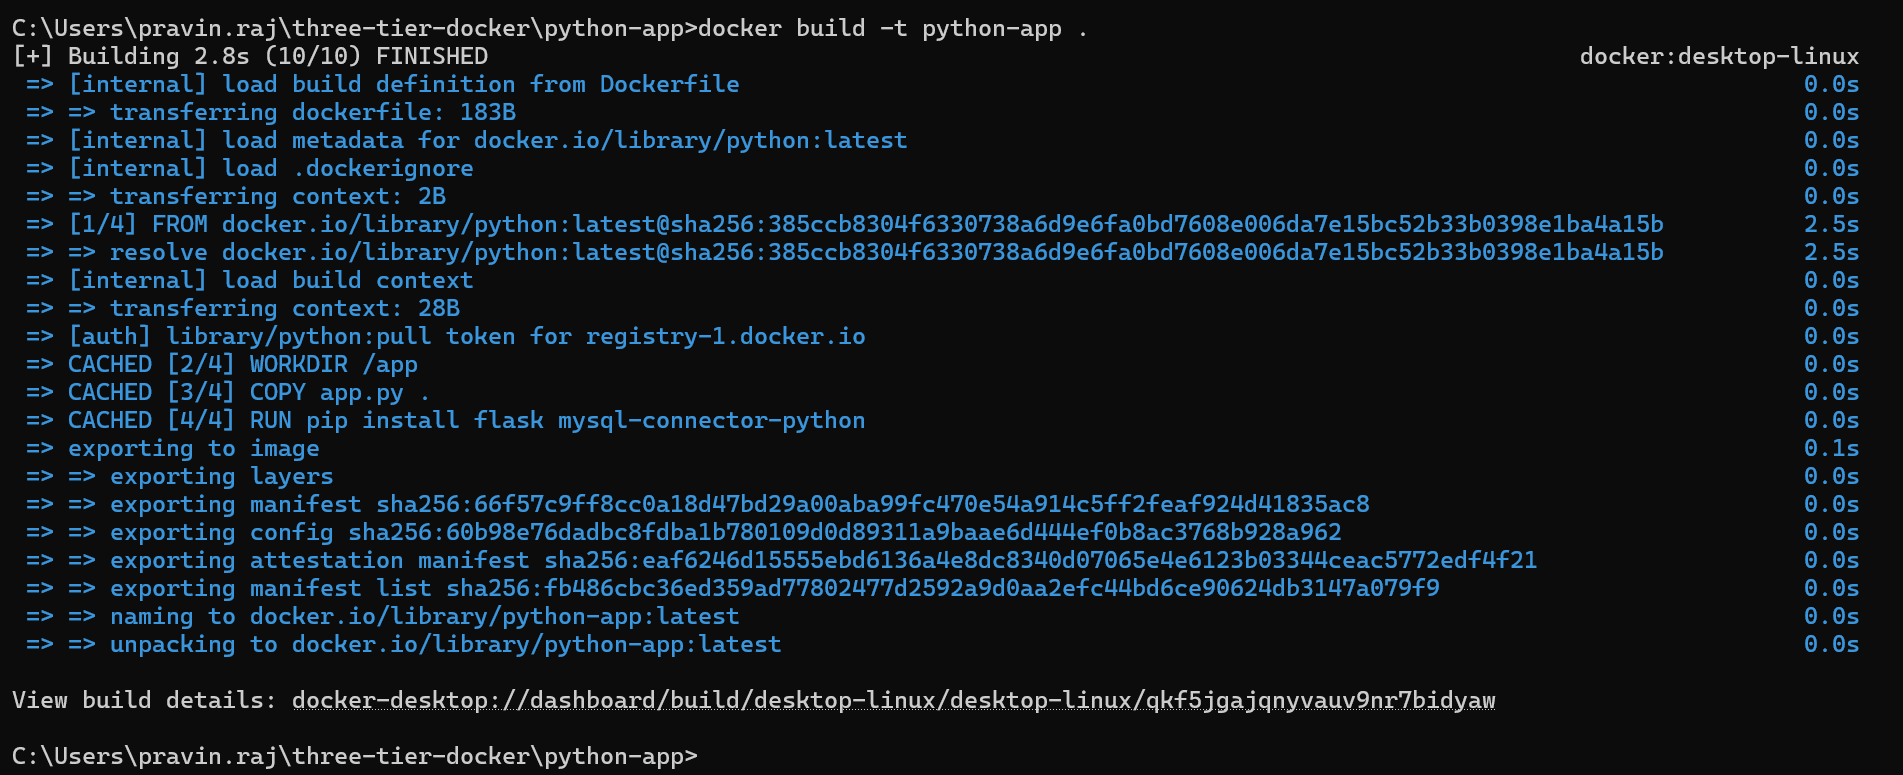 C:\Users\pravin.raj\three-tier-docker\python-app>docker build -t python-app .
[+] Building 2.8s (10/10) FINISHED docker:desktop-linux
=> [internal] load build definition from Dockerfile 0.0s
=> => transferring dockerfile: 183B 0.0s
=> [internal] load metadata for docker.io/library/python:latest 0.0s
=> [internal] load .dockerignore 0.0s
=> => transferring context: 2B 0.0s
=> [1/4] FROM docker.io/library/python:latest@sha256:385ccb8304f6330738a6d9e6fa0bd7608e006da7e15bc52b33b0398e1ba4a15b 2.5s
=> => resolve docker.io/library/python:latest@sha256:385ccb8304f6330738a6d9e6fa0bd7608e006da7e15bc52b33b0398e1ba4a15b 2.5s
=> [internal] load build context 0.0s
=> => transferring context: 28B 0.0s
=> [auth] library/python:pull token for registry-1.docker.io 0.0s
=> CACHED [2/4] WORKDIR /app 0.0s
=> CACHED [3/4] COPY app.py . 0.0s
=> CACHED [4/4] RUN pip install flask mysql-connector-python 0.0s
=> exporting to image 0.1s
=> => exporting layers 0.0s
=> => exporting manifest sha256:66f57c9ff8cc0a18d47bd29a00aba99fc470e54a914c5ff2feaf924d41835ac8 0.0s
=> => exporting config sha256:60b98e76dadbc8fdba1b780109d0d89311a9baae6d444ef0b8ac3768b928a962 0.0s
=> => exporting attestation manifest sha256:eaf6246d15555ebd6136a4e8dc8340d07065e4e6123b03344ceac5772edf4f21 0.0s
=> => exporting manifest list sha256:fb486cbc36ed359ad77802477d2592a9d0aa2efc44bd6ce90624db3147a079f9 0.0s
=> => naming to docker.io/library/python-app:latest 0.0s
=> => unpacking to docker.io/library/python-app:latest 0.0s
View build details: docker-desktop://dashboard/build/desktop-linux/desktop-linux/qkf5jgajqnyvauv9nr7bidyaw
C:\Users\pravin.raj\three-tier-docker\python-app>